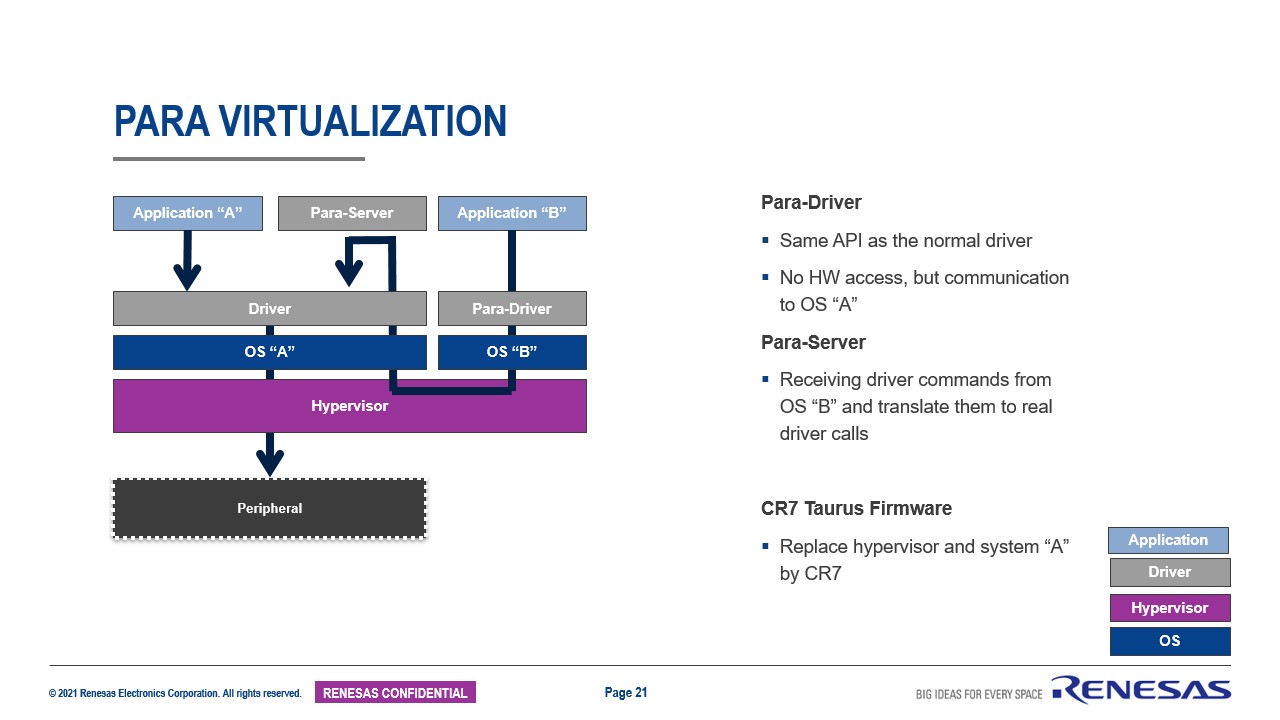 PARA VIRTUALIZATION
Application “A”
Para-Server
Application “B”
Driver
Para-Driver
OS “A”
OS “B”
Hypervisor
Peripheral
Para-Driver
▪ Same API as the normal driver
▪ No HW access, but communication
to OS “A”
Para-Server
▪ Receiving driver commands from
OS “B” and translate them to real
driver calls
CR7 Taurus Firmware
▪ Replace hypervisor and system “A”
by CR7
Application
Driver
Hypervisor
OS
© 2021 Renesas Electronics Corporation. All rights reserved.
RENESAS CONFIDENTIAL
Page 21
BIG IDEAS FOR EVERY SPACE
RENESAS